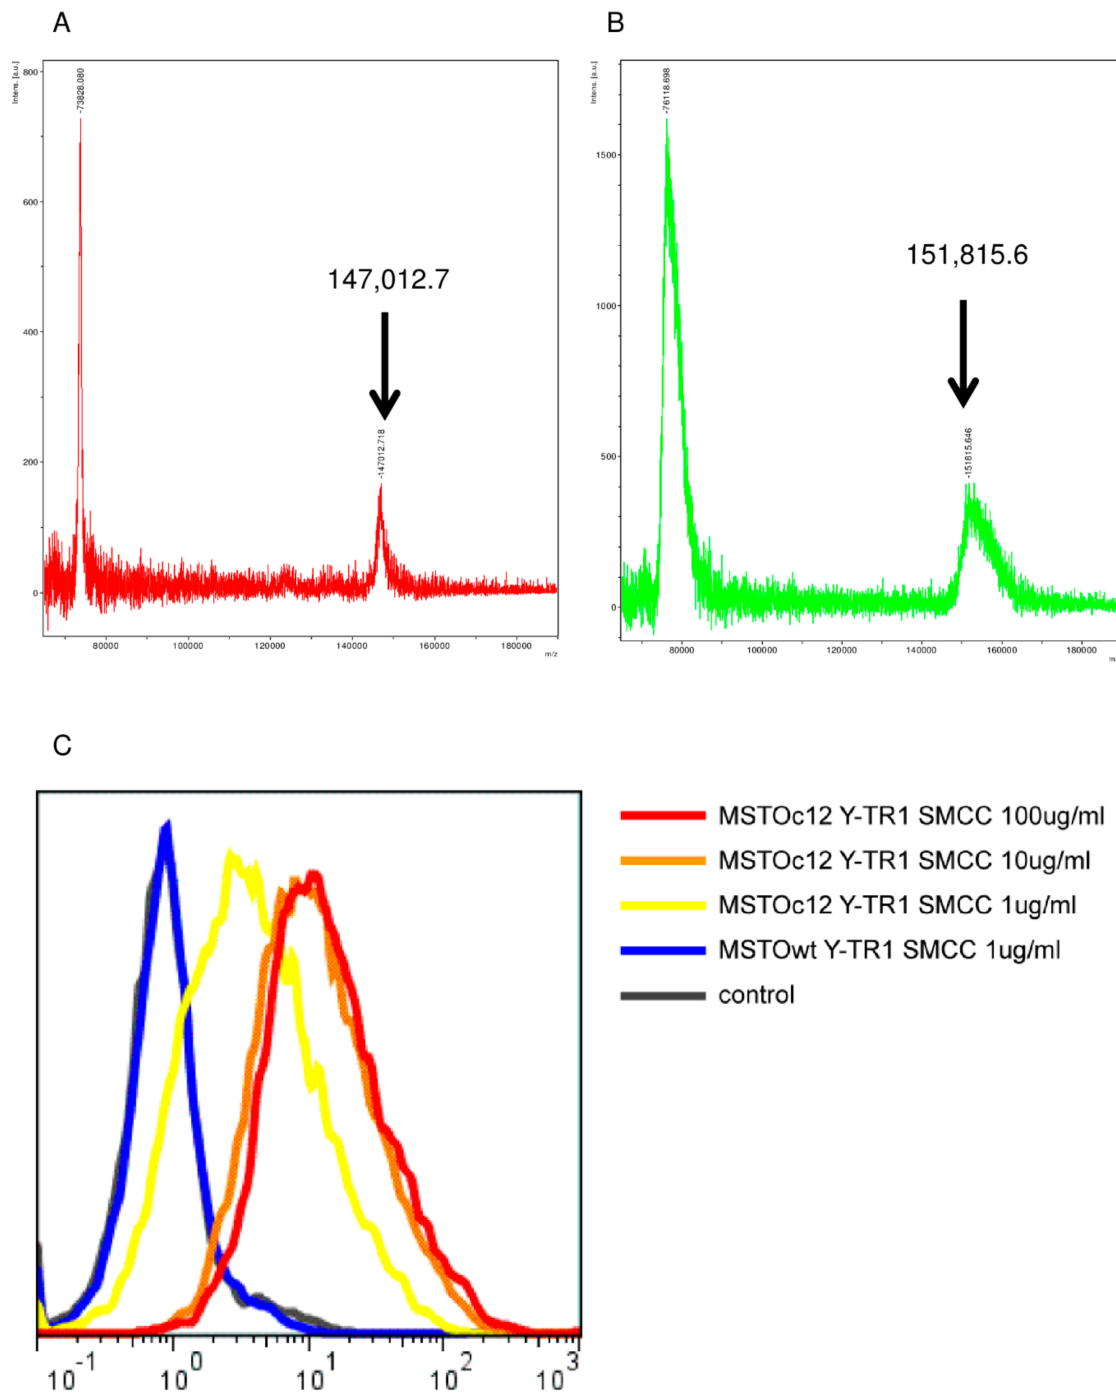 A
B
Intens. [a.u.]
-73828.080
800
600
400
200
0
147,012.7
-147012.718
80000 100000 120000 140000 160000 180000
m/z
Intens. [a.u.]
-76118.698
1500
1000
500
0
151,815.6
-151815.646
80000 100000 120000 140000 160000 180000
C
MSTOc12 Y-TR1 SMCC 100ug/ml
MSTOc12 Y-TR1 SMCC 10ug/ml
MSTOc12 Y-TR1 SMCC 1ug/ml
MSTOwt Y-TR1 SMCC 1ug/ml
control
10⁻¹ 10⁰ 10¹ 10² 10³